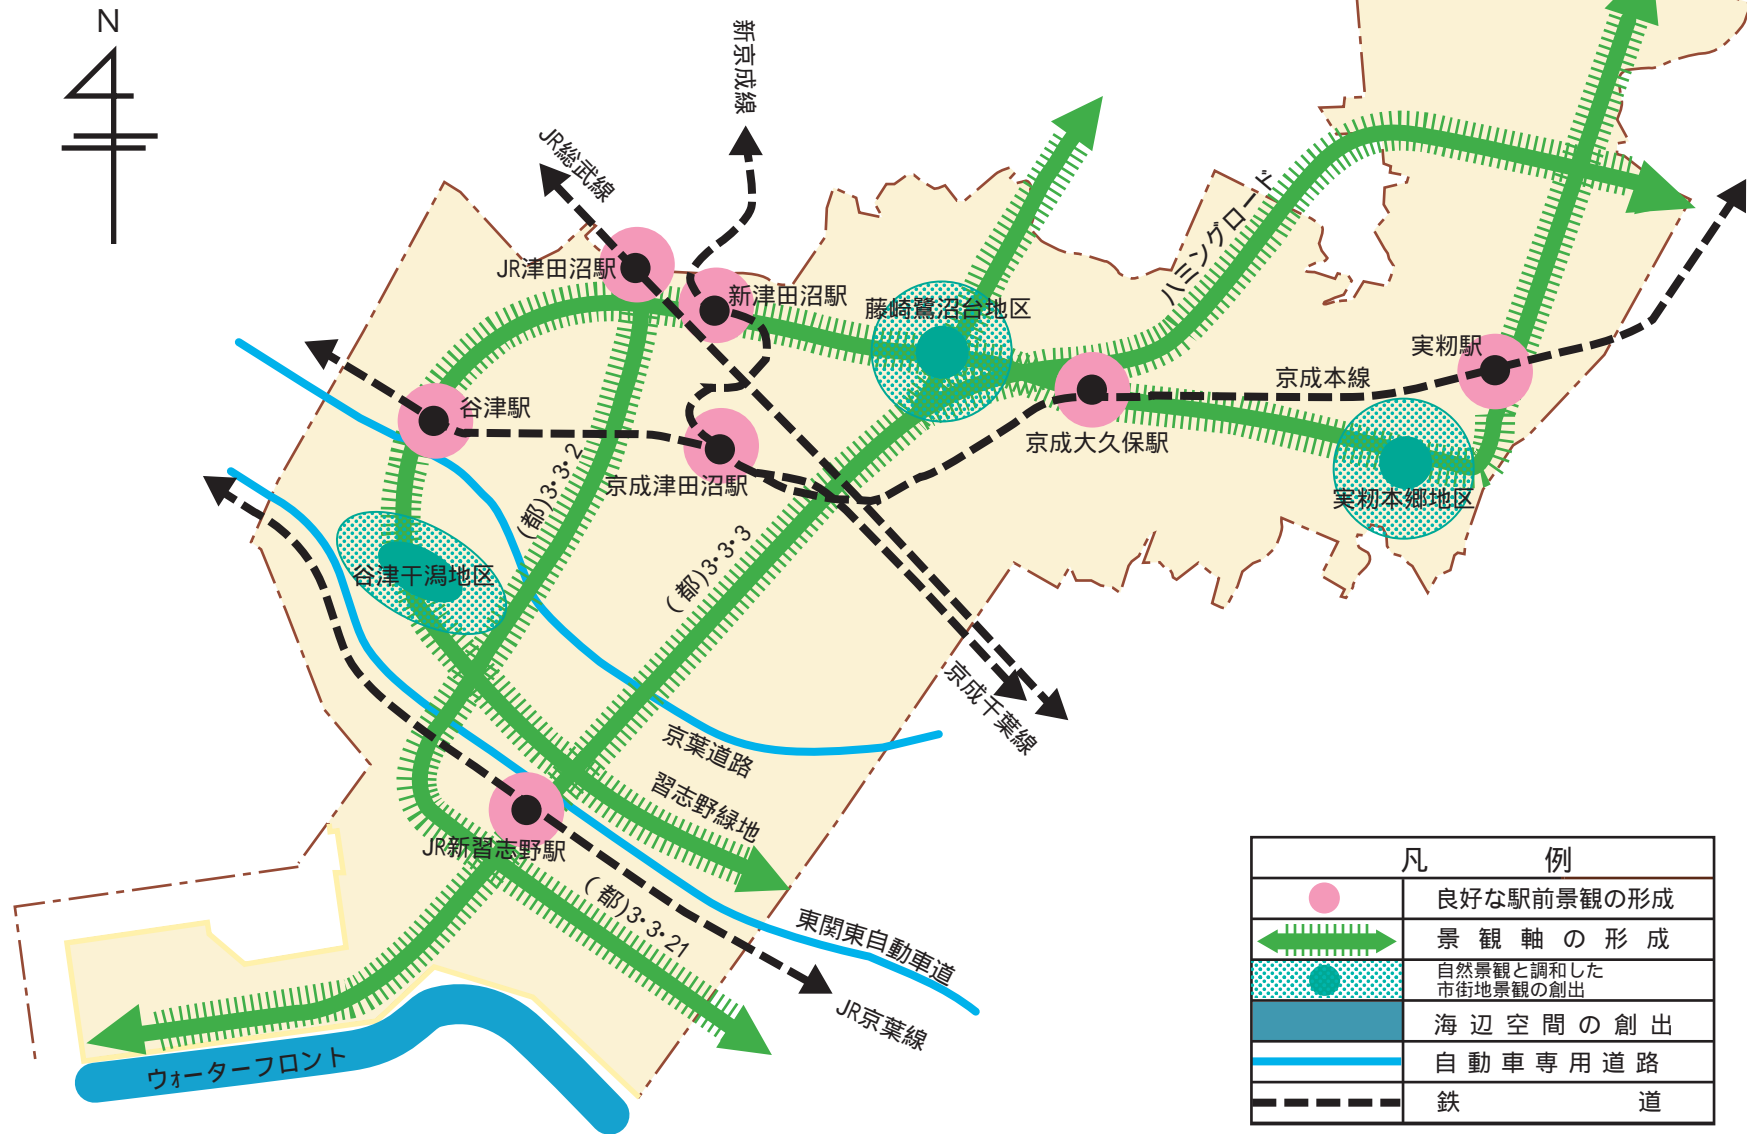 N
新京成線
JR総武線
JR津田沼駅
新津田沼駅
藤崎鷺沼台地区
ハミングロード
実籾駅
京成本線
谷津駅
京成大久保駅
(都)3・3・2
京成津田沼駅
実籾本郷地区
(都)3・3・3
谷津干潟地区
京成千葉線
京葉道路
習志野緑地
JR新習志野駅
(都)3・3・21
東関東自動車道
JR京葉線
ウォーターフロント
凡例
良好な駅前景観の形成
景観軸の形成
自然景観と調和した
市街地景観の創出
海辺空間の創出
自動車専用道路
鉄道